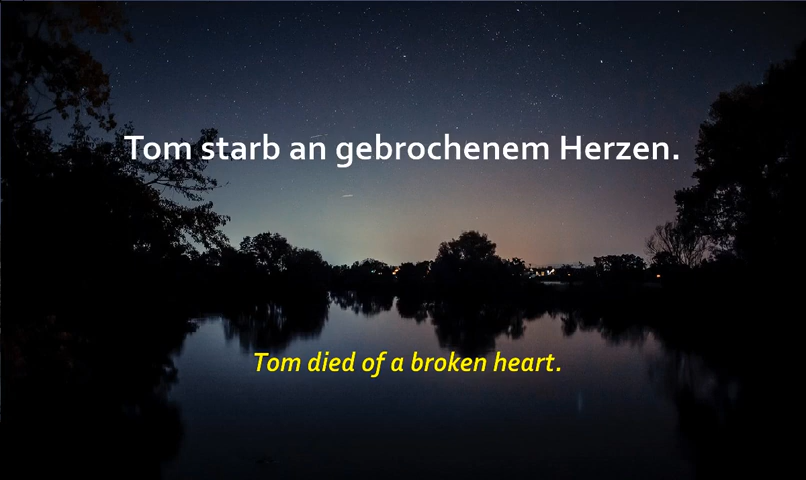 Tom starb an gebrochenem Herzen.
Tom died of a broken heart.